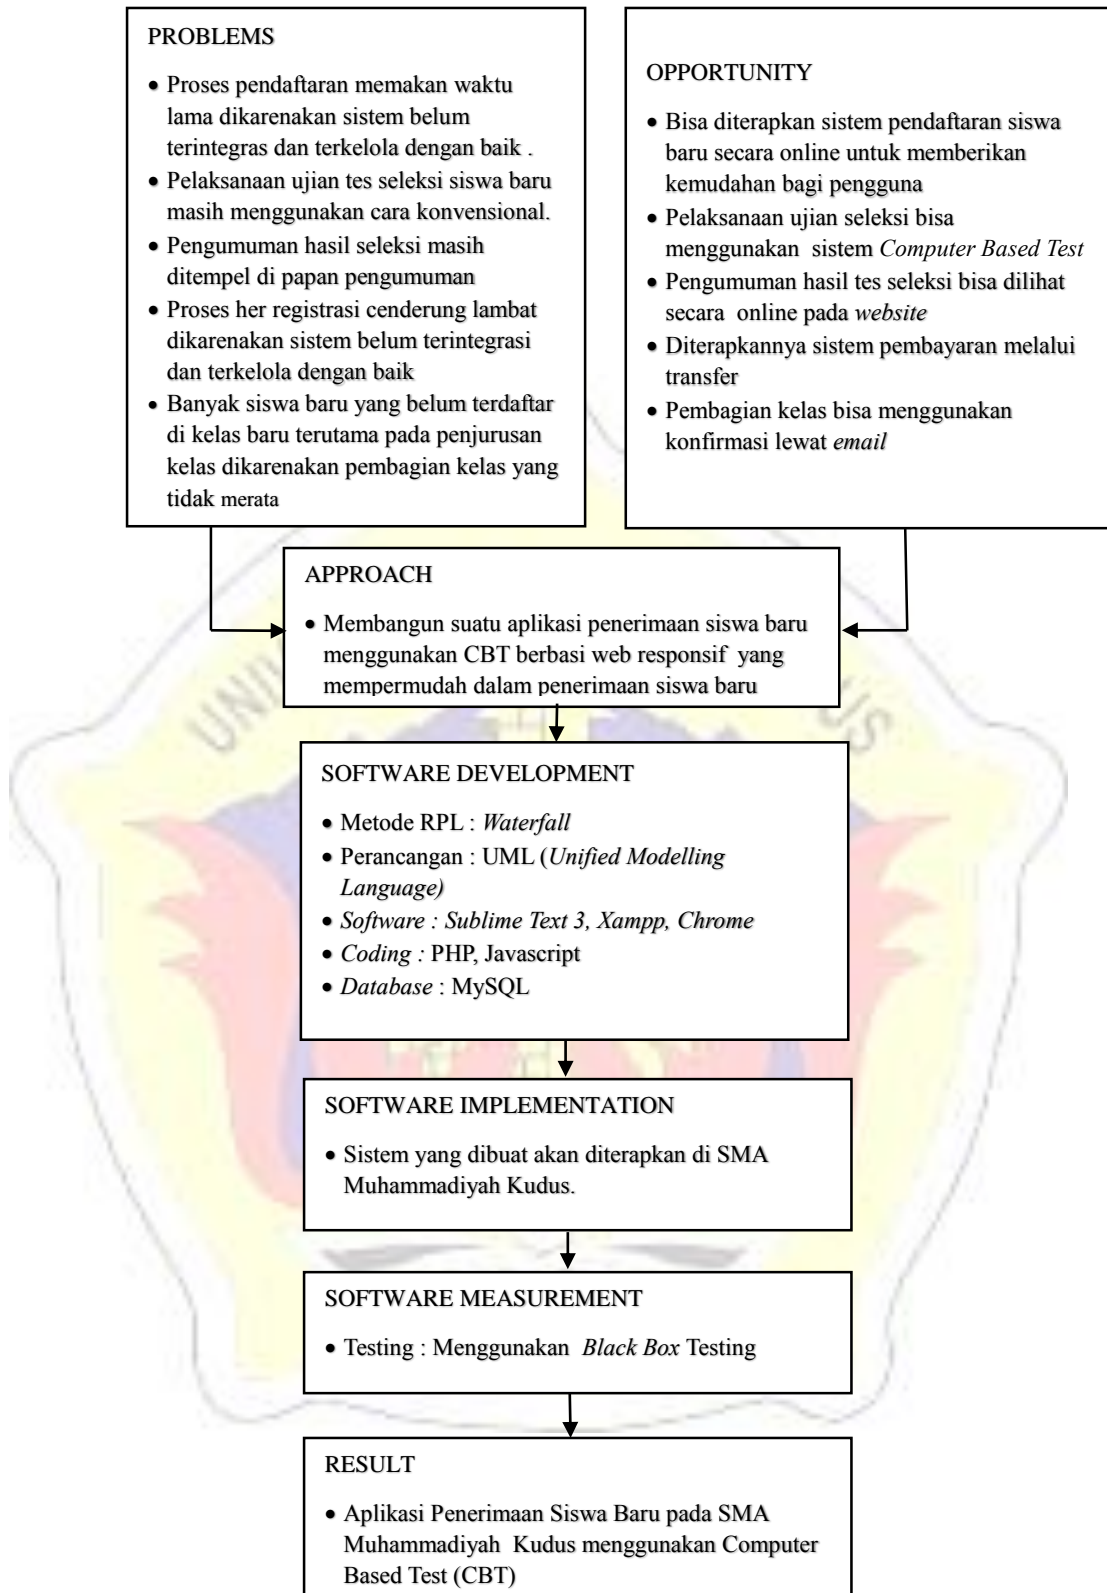 PROBLEMS
• Proses pendaftaran memakan waktu
lama dikarenakan sistem belum
terintegras dan terkelola dengan baik .
• Pelaksanaan ujian tes seleksi siswa baru
masih menggunakan cara konvensional.
• Pengumuman hasil seleksi masih
ditempel di papan pengumuman
• Proses her registrasi cenderung lambat
dikarenakan sistem belum terintegrasi
dan terkelola dengan baik
• Banyak siswa baru yang belum terdaftar
di kelas baru terutama pada penjurusan
kelas dikarenakan pembagian kelas yang
tidak merata
OPPORTUNITY
• Bisa diterapkan sistem pendaftaran siswa
baru secara online untuk memberikan
kemudahan bagi pengguna
• Pelaksanaan ujian seleksi bisa
menggunakan sistem Computer Based Test
• Pengumuman hasil tes seleksi bisa dilihat
secara online pada website
• Diterapkannya sistem pembayaran melalui
transfer
• Pembagian kelas bisa menggunakan
konfirmasi lewat email
APPROACH
• Membangun suatu aplikasi penerimaan siswa baru
menggunakan CBT berbasi web responsif yang
mempermudah dalam penerimaan siswa baru
SOFTWARE DEVELOPMENT
• Metode RPL : Waterfall
• Perancangan : UML (Unified Modelling
Language)
• Software : Sublime Text 3, Xampp, Chrome
• Coding : PHP, Javascript
• Database : MySQL
SOFTWARE IMPLEMENTATION
• Sistem yang dibuat akan diterapkan di SMA
Muhammadiyah Kudus.
SOFTWARE MEASUREMENT
• Testing : Menggunakan Black Box Testing
RESULT
• Aplikasi Penerimaan Siswa Baru pada SMA
Muhammadiyah Kudus menggunakan Computer
Based Test (CBT)